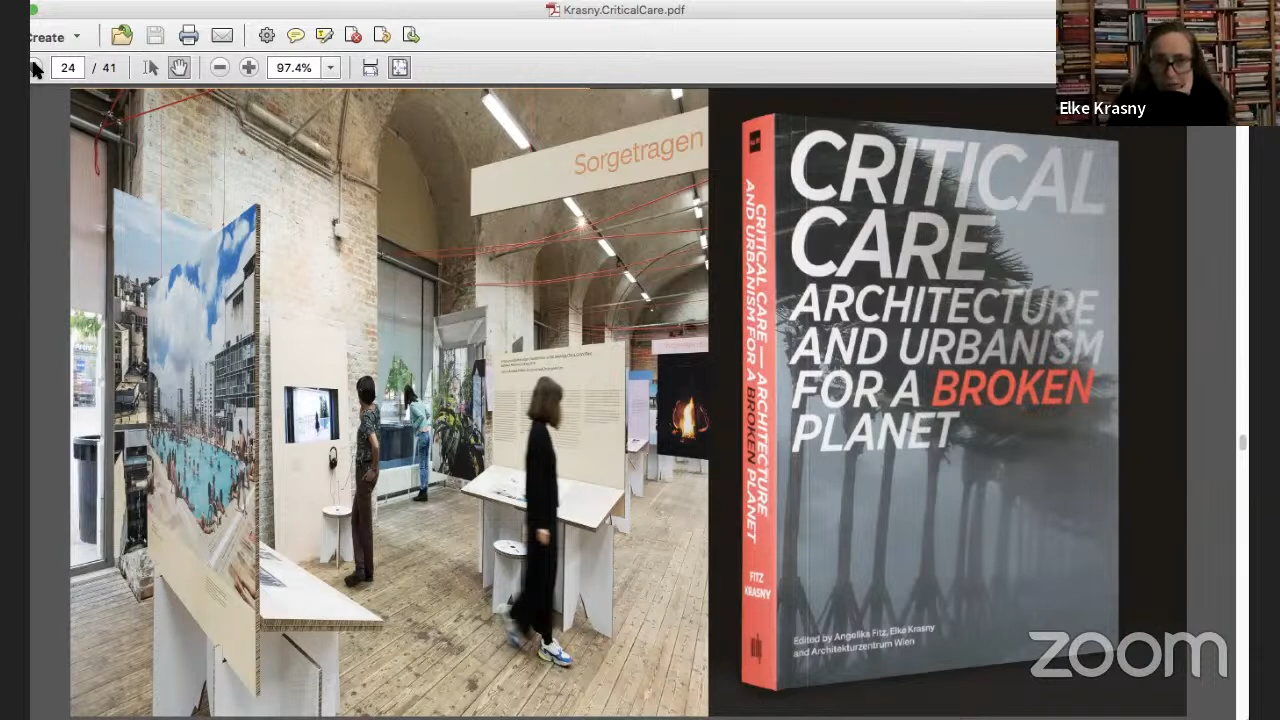 Krasny.CriticalCare.pdf
Create
24 / 41
97.4%
Elke Krasny
Sorgetragen
CRITICAL
CARE
ARCHITECTURE
AND URBANISM
FOR A BROKEN
PLANET
CRITICAL CARE — ARCHITECTURE
AND URBANISM FOR A BROKEN PLANET
FITZ
KRASNY
Edited by Angelika Fitz, Elke Krasny
and Architekturzentrum Wien
zoom